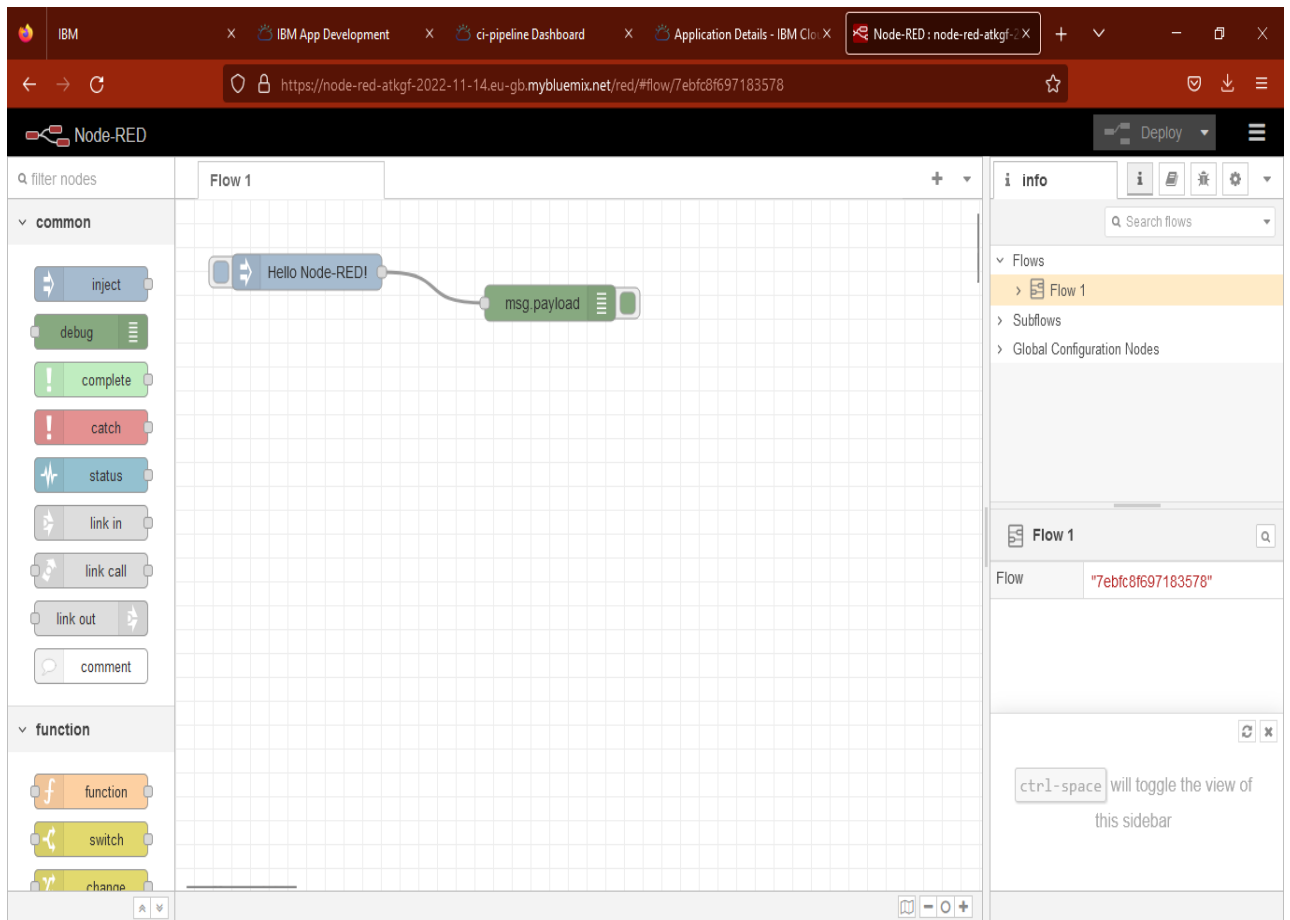 IBM
IBM App Development
ci-pipeline Dashboard
Application Details - IBM Clo
Node-RED : node-red-atkgf-2
https://node-red-atkgf-2022-11-14.eu-gb.mybluemix.net/red/#flow/7ebfc8f697183578
Node-RED
Deploy
filter nodes
Flow 1
i info
i
Search flows
common
inject
debug
complete
catch
status
link in
link call
link out
comment
function
function
switch
change
Hello Node-RED!
msg.payload
Flows
Flow 1
Subflows
Global Configuration Nodes
Flow 1
Flow "7ebfc8f697183578"
ctrl-space will toggle the view of
this sidebar